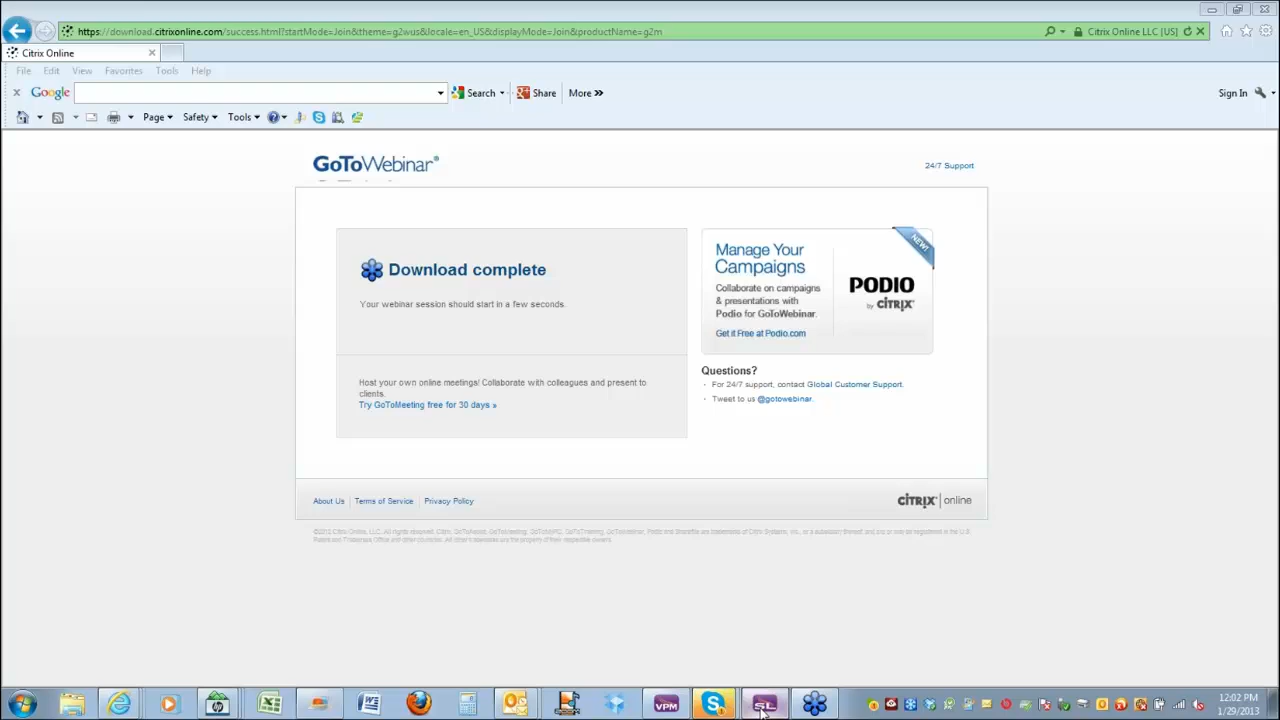 https://download.citrixonline.com/success.html?startMode=Join&theme=g2wus&locale=en_US&displayMode=Join&productName=g2m
Citrix Online LLC [US]
Citrix Online
File Edit View Favorites Tools Help
Google
Search
Share
More
Sign In
Page Safety Tools
GoToWebinar®
24/7 Support
Download complete
Your webinar session should start in a few seconds.
Host your own online meetings! Collaborate with colleagues and present to
clients.
Try GoToMeeting free for 30 days »
NEW!
Manage Your
Campaigns
Collaborate on campaigns
& presentations with
Podio for GoToWebinar.
Get it Free at Podio.com
PODIO
by CITRIX®
Questions?
· For 24/7 support, contact Global Customer Support.
· Tweet to us @gotowebinar.
About Us | Terms of Service | Privacy Policy
CITRIX® | online
VPM
SL
12:02 PM
1/29/2013